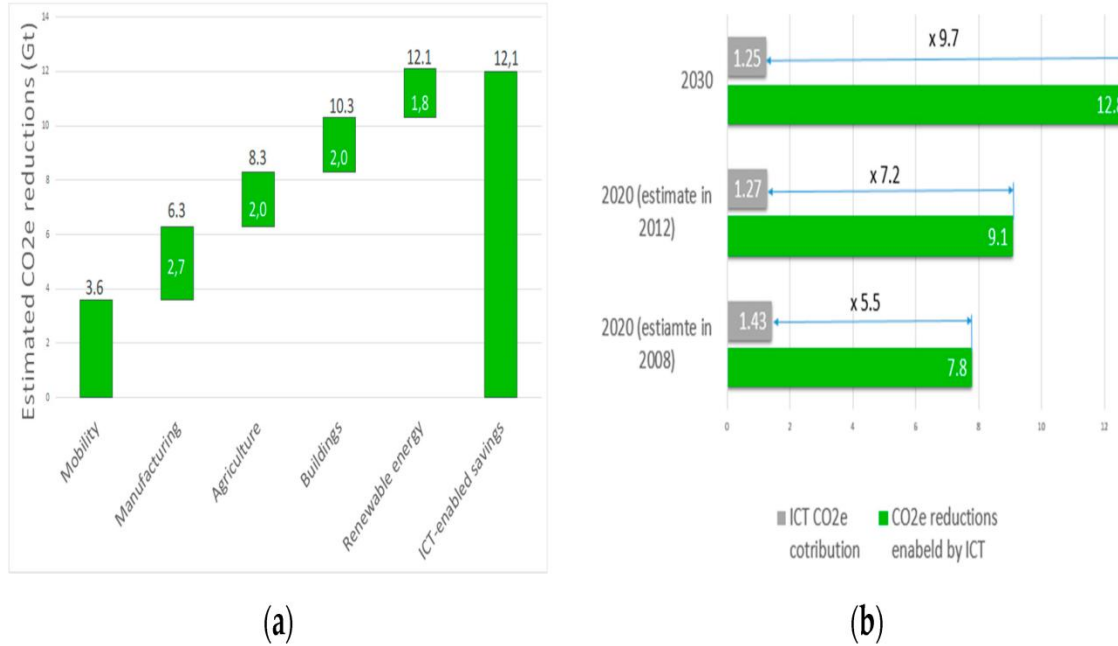 Estimated CO2e reductions (Gt)
14
12
10
8
6
4
2
0
3.6
6.3
2,7
8.3
2,0
10.3
2,0
12.1
1,8
12,1
Mobility
Manufacturing
Agriculture
Buildings
Renewable energy
ICT-enabled savings
(a)
2030
1.25
x 9.7
2020 (estimate in
2012)
1.27
x 7.2
9.1
2020 (estiamte in
2008)
1.43
x 5.5
7.8
0 2 4 6 8 10 12
ICT CO2e
cotribution
CO2e reductions
enabeld by ICT
(b)